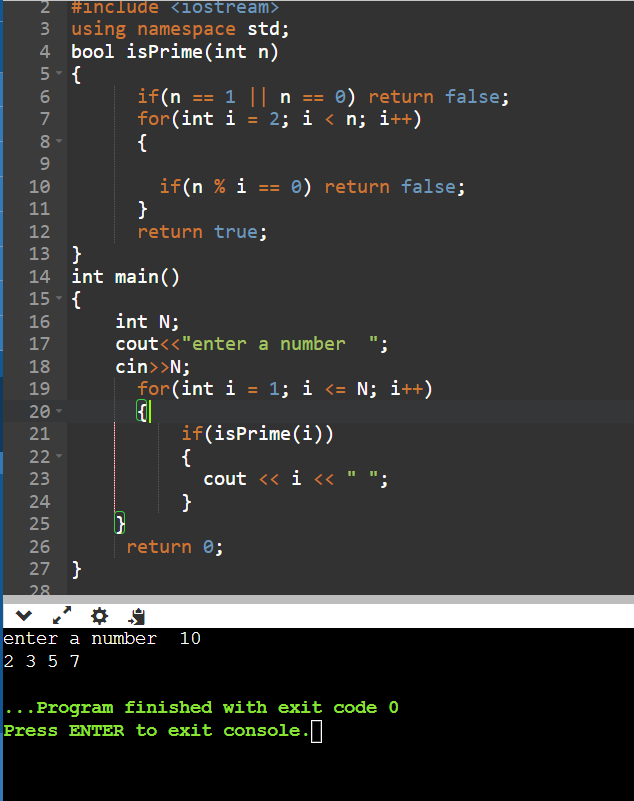 2 #include <iostream>
3 using namespace std;
4 bool isPrime(int n)
5 {
6 if(n == 1 || n == 0) return false;
7 for(int i = 2; i < n; i++)
8 {
9
10 if(n % i == 0) return false;
11 }
12 return true;
13 }
14 int main()
15 {
16 int N;
17 cout<<"enter a number  ";
18 cin>>N;
19 for(int i = 1; i <= N; i++)
20 {
21 if(isPrime(i))
22 {
23 cout << i << " ";
24 }
25 }
26 return 0;
27 }
28
enter a number  10
2 3 5 7
...Program finished with exit code 0
Press ENTER to exit console.